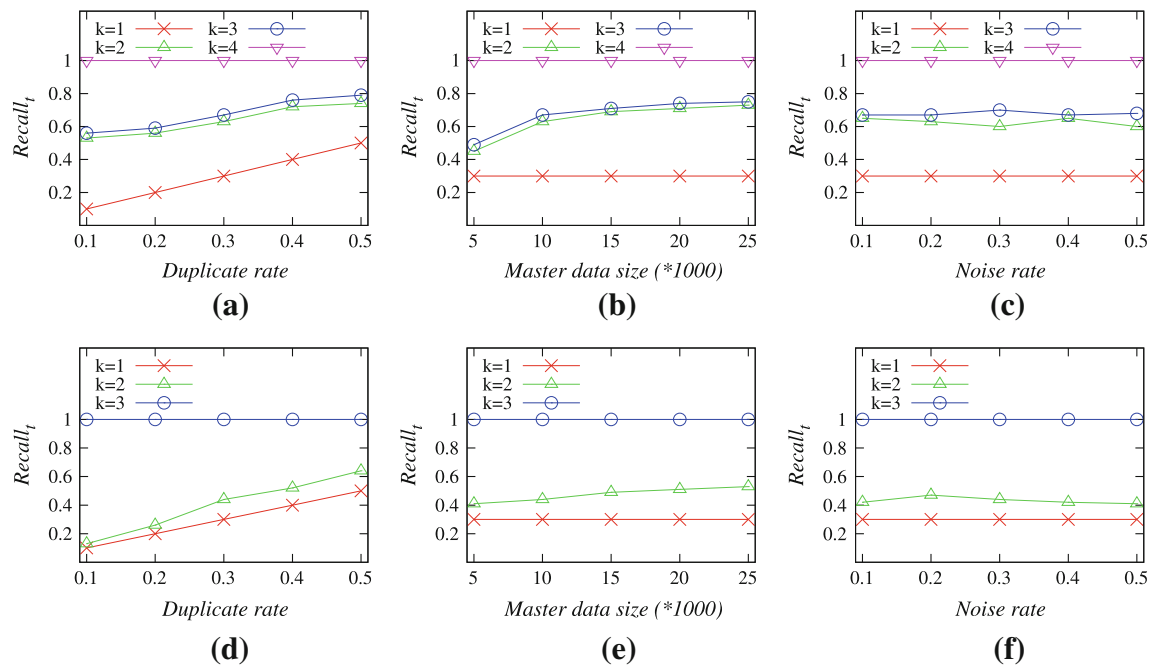 k=1 k=3
k=2 k=4
1
0.8
0.6
0.4
0.2
Recall_t
0.1 0.2 0.3 0.4 0.5
Duplicate rate
(a)
k=1 k=3
k=2 k=4
1
0.8
0.6
0.4
0.2
Recall_t
5 10 15 20 25
Master data size (*1000)
(b)
k=1 k=3
k=2 k=4
1
0.8
0.6
0.4
0.2
Recall_t
0.1 0.2 0.3 0.4 0.5
Noise rate
(c)
k=1
k=2
k=3
1
0.8
0.6
0.4
0.2
Recall_t
0.1 0.2 0.3 0.4 0.5
Duplicate rate
(d)
k=1
k=2
k=3
1
0.8
0.6
0.4
0.2
Recall_t
5 10 15 20 25
Master data size (*1000)
(e)
k=1
k=2
k=3
1
0.8
0.6
0.4
0.2
Recall_t
0.1 0.2 0.3 0.4 0.5
Noise rate
(f)